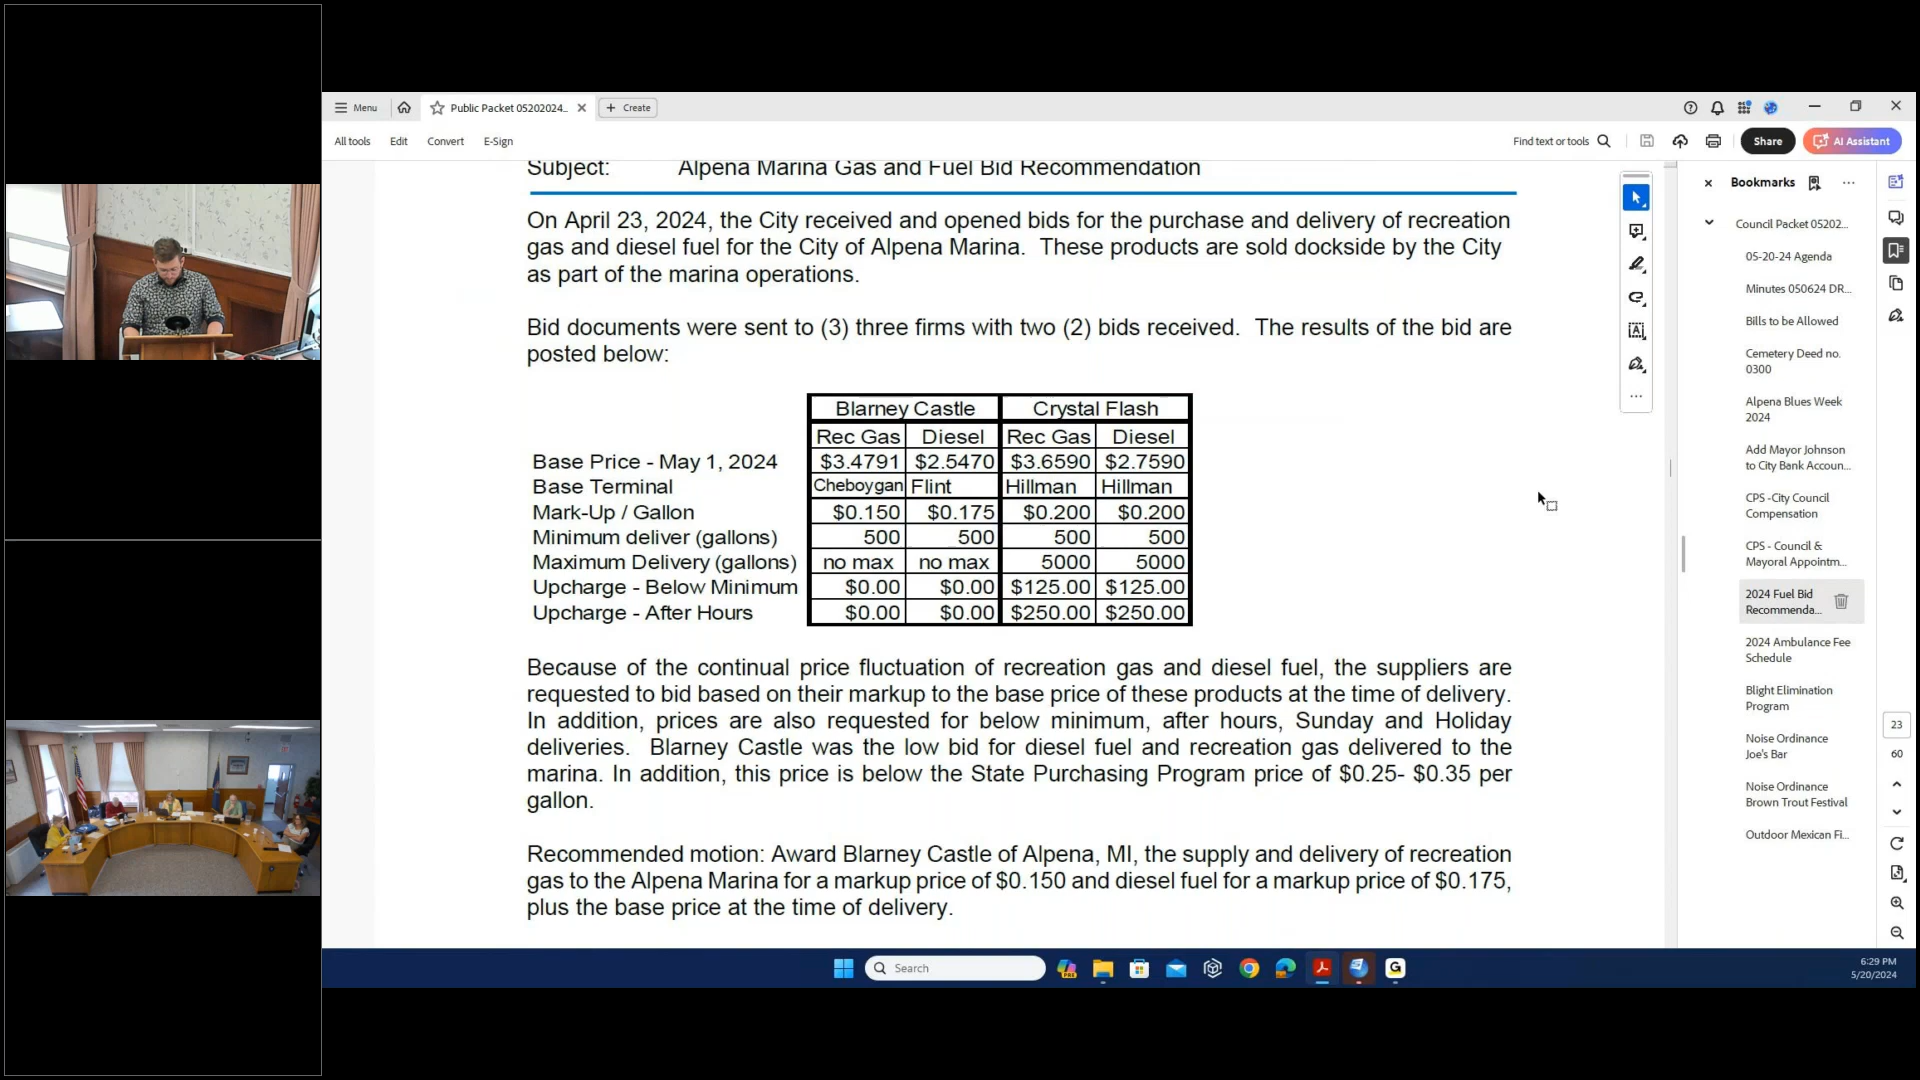 Menu
Public Packet 05202024...
Create
All tools
Edit
Convert
E-Sign
Find text or tools
Share
AI Assistant
Subject: Alpena Marina Gas and Fuel Bid Recommendation
On April 23, 2024, the City received and opened bids for the purchase and delivery of recreation
gas and diesel fuel for the City of Alpena Marina. These products are sold dockside by the City
as part of the marina operations.
Bid documents were sent to (3) three firms with two (2) bids received. The results of the bid are
posted below:
Blarney Castle Crystal Flash
Rec Gas Diesel Rec Gas Diesel
Base Price - May 1, 2024 $3.4791 $2.5470 $3.6590 $2.7590
Base Terminal Cheboygan Flint Hillman Hillman
Mark-Up / Gallon $0.150 $0.175 $0.200 $0.200
Minimum deliver (gallons) 500 500 500 500
Maximum Delivery (gallons) no max no max 5000 5000
Upcharge - Below Minimum $0.00 $0.00 $125.00 $125.00
Upcharge - After Hours $0.00 $0.00 $250.00 $250.00
Because of the continual price fluctuation of recreation gas and diesel fuel, the suppliers are
requested to bid based on their markup to the base price of these products at the time of delivery.
In addition, prices are also requested for below minimum, after hours, Sunday and Holiday
deliveries. Blarney Castle was the low bid for diesel fuel and recreation gas delivered to the
marina. In addition, this price is below the State Purchasing Program price of $0.25- $0.35 per
gallon.
Recommended motion: Award Blarney Castle of Alpena, MI, the supply and delivery of recreation
gas to the Alpena Marina for a markup price of $0.150 and diesel fuel for a markup price of $0.175,
plus the base price at the time of delivery.
Bookmarks
Council Packet 05202...
05-20-24 Agenda
Minutes 050624 DR...
Bills to be Allowed
Cemetery Deed no.
0300
Alpena Blues Week
2024
Add Mayor Johnson
to City Bank Accoun...
CPS -City Council
Compensation
CPS - Council &
Mayoral Appointm...
2024 Fuel Bid
Recommenda...
2024 Ambulance Fee
Schedule
Blight Elimination
Program
Noise Ordinance
Joe's Bar
Noise Ordinance
Brown Trout Festival
Outdoor Mexican Fi...
23
60
Search
6:29 PM
5/20/2024